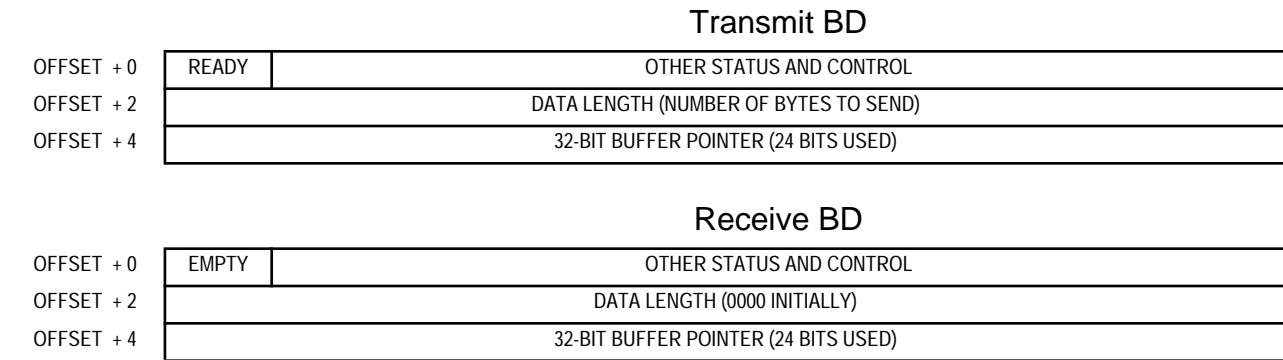 Transmit BD
OFFSET + 0 READY OTHER STATUS AND CONTROL
OFFSET + 2 DATA LENGTH (NUMBER OF BYTES TO SEND)
OFFSET + 4 32-BIT BUFFER POINTER (24 BITS USED)
Receive BD
OFFSET + 0 EMPTY OTHER STATUS AND CONTROL
OFFSET + 2 DATA LENGTH (0000 INITIALLY)
OFFSET + 4 32-BIT BUFFER POINTER (24 BITS USED)